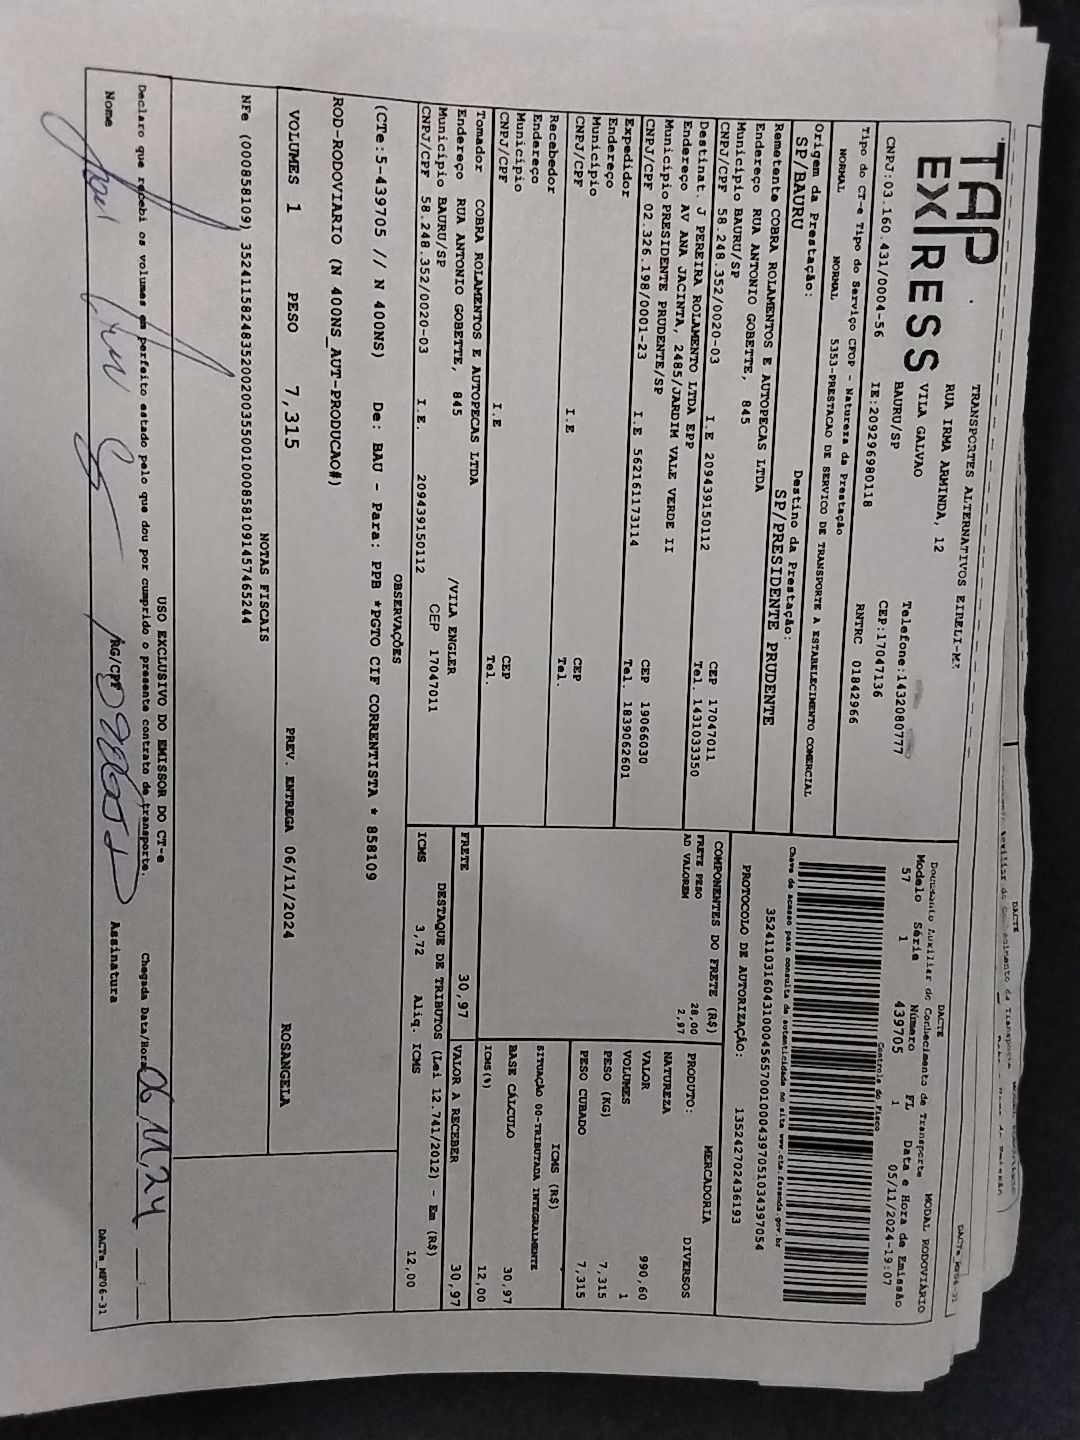 TAP
EXPRESS
TRANSPORTES ALTERNATIVOS EIRELI-ME
RUA IRMA ARMINDA, 12
VILA GALVAO
BAURU/SP
Telefone:1432080777
CEP:17047136
CNPJ:03.160.431/0004-56 IE:209296980118 RNTRC 01842966
DACTE
Documento Auxiliar do Conhecimento de Transporte MODAL RODOVIÁRIO
Modelo Série Número FL Data e Hora de Emissão
57 1 439705 1 05/11/2024-19:07
Controle do Fisco
Tipo do CT-e Tipo do Serviço CFOP - Natureza da Prestação
NORMAL NORMAL 5353-PRESTACAO DE SERVICO DE TRANSPORTE A ESTABELECIMENTO COMERCIAL
Origem da Prestação: Destino da Prestação:
SP/BAURU SP/PRESIDENTE PRUDENTE
Chave de acesso para consulta de autenticidade no site www.cte.fazenda.gov.br
35241103160431000456570010004397051034397054
PROTOCOLO DE AUTORIZAÇÃO: 135242702436193
Remetente COBRA ROLAMENTOS E AUTOPECAS LTDA
Endereço RUA ANTONIO GOBETTE, 845
Município BAURU/SP CEP 17047011
CNPJ/CPF 58.248.352/0020-03 I.E 209439150112 Tel. 1431033350
Destinat. J PEREIRA ROLAMENTO LTDA EPP
Endereço AV ANA JACINTA, 2485/JARDIM VALE VERDE II
Município PRESIDENTE PRUDENTE/SP CEP 19066030
CNPJ/CPF 02.326.198/0001-23 I.E 562161173114 Tel. 1839062601
Expedidor
Endereço
Município CEP
CNPJ/CPF I.E Tel.
Recebedor
Endereço
Município CEP
CNPJ/CPF I.E Tel.
Tomador COBRA ROLAMENTOS E AUTOPECAS LTDA
Endereço RUA ANTONIO GOBETTE, 845 /VILA ENGLER
Município BAURU/SP CEP 17047011
CNPJ/CPF 58.248.352/0020-03 I.E. 209439150112
COMPONENTES DO FRETE (R$)
FRETE PESO 28,00
AD VALOREM 2,97
FRETE 30,97
PRODUTO: MERCADORIA
NATUREZA DIVERSOS
VALOR 990,60
VOLUMES 1
PESO (KG) 7,315
PESO CUBADO 7,315
ICMS (R$)
SITUAÇÃO 00-TRIBUTADA INTEGRALMENTE
BASE CÁLCULO 30,97
ICMS(%) 12,00
VALOR A RECEBER 30,97
DESTAQUE DE TRIBUTOS (Lei 12.741/2012) - Em (R$)
ICMS 3,72 Aliq. ICMS 12,00
OBSERVAÇÕES
(CTe:5-439705 // N 400NS) De: BAU - Para: PPB *PGTO CIF CORRENTISTA * 858109
ROD-RODOVIARIO (N 400NS_AUT-PRODUCAO#)
VOLUMES 1 PESO 7,315 PREV. ENTREGA 06/11/2024 ROSANGELA
NOTAS FISCAIS
NFe (000858109) 35241158248352002003550010008581091457465244
USO EXCLUSIVO DO EMISSOR DO CT-e
Declaro que recebi os volumes em perfeito estado pelo que dou por cumprido o presente contrato de transporte. Chegada Data/Hora 06 11 24
Nome RG/CPF Assinatura
DACTe_MF06-31